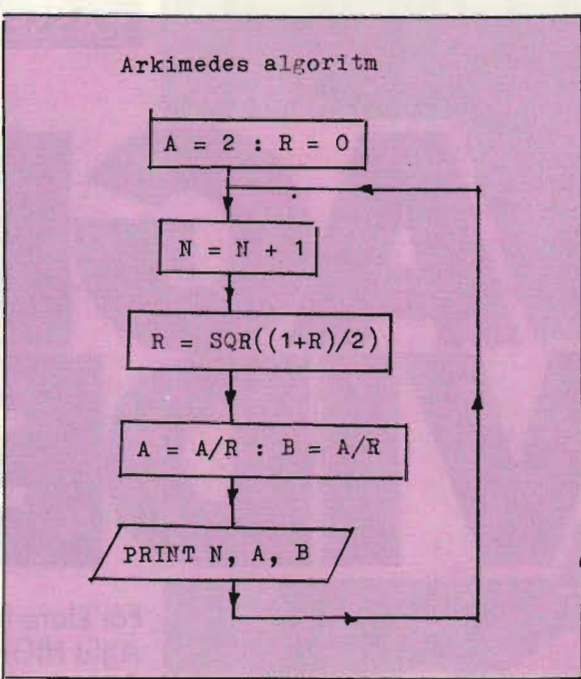 Arkimedes algoritm
A = 2 : R = 0
N = N + 1
R = SQR((1+R)/2)
A = A/R : B = A/R
PRINT N, A, B